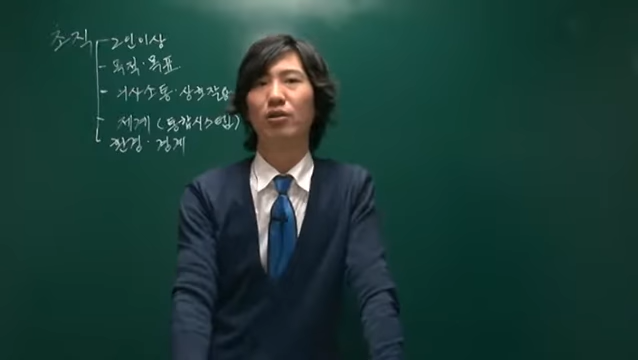 조직 2인이상
목적·목표
의사소통·상호작용
체계 (통합시스템)
환경·경계